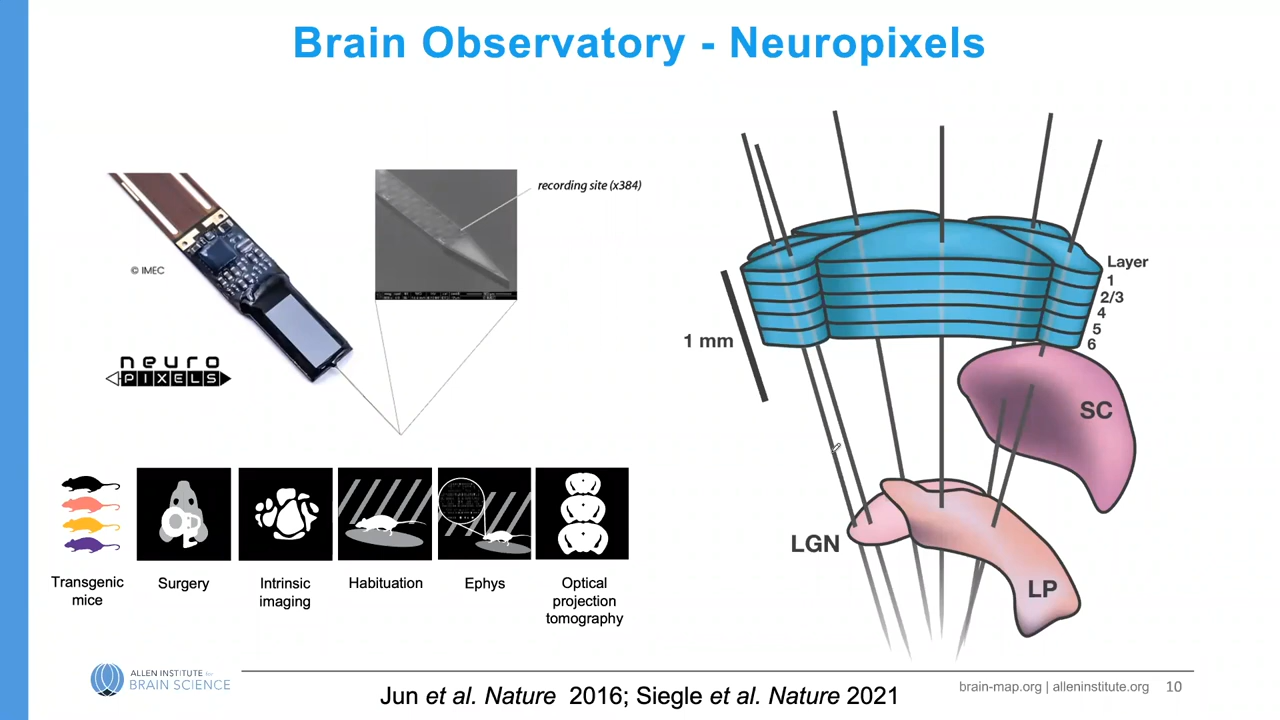 Brain Observatory - Neuropixels
recording site (x384)
© IMEC
neuro
PIXELS
1 mm
Layer
1
2/3
4
5
6
SC
LGN
LP
Transgenic
mice
Surgery
Intrinsic
imaging
Habituation
Ephys
Optical
projection
tomography
ALLEN INSTITUTE for
BRAIN SCIENCE
Jun et al. Nature 2016; Siegle et al. Nature 2021
brain-map.org | alleninstitute.org 10